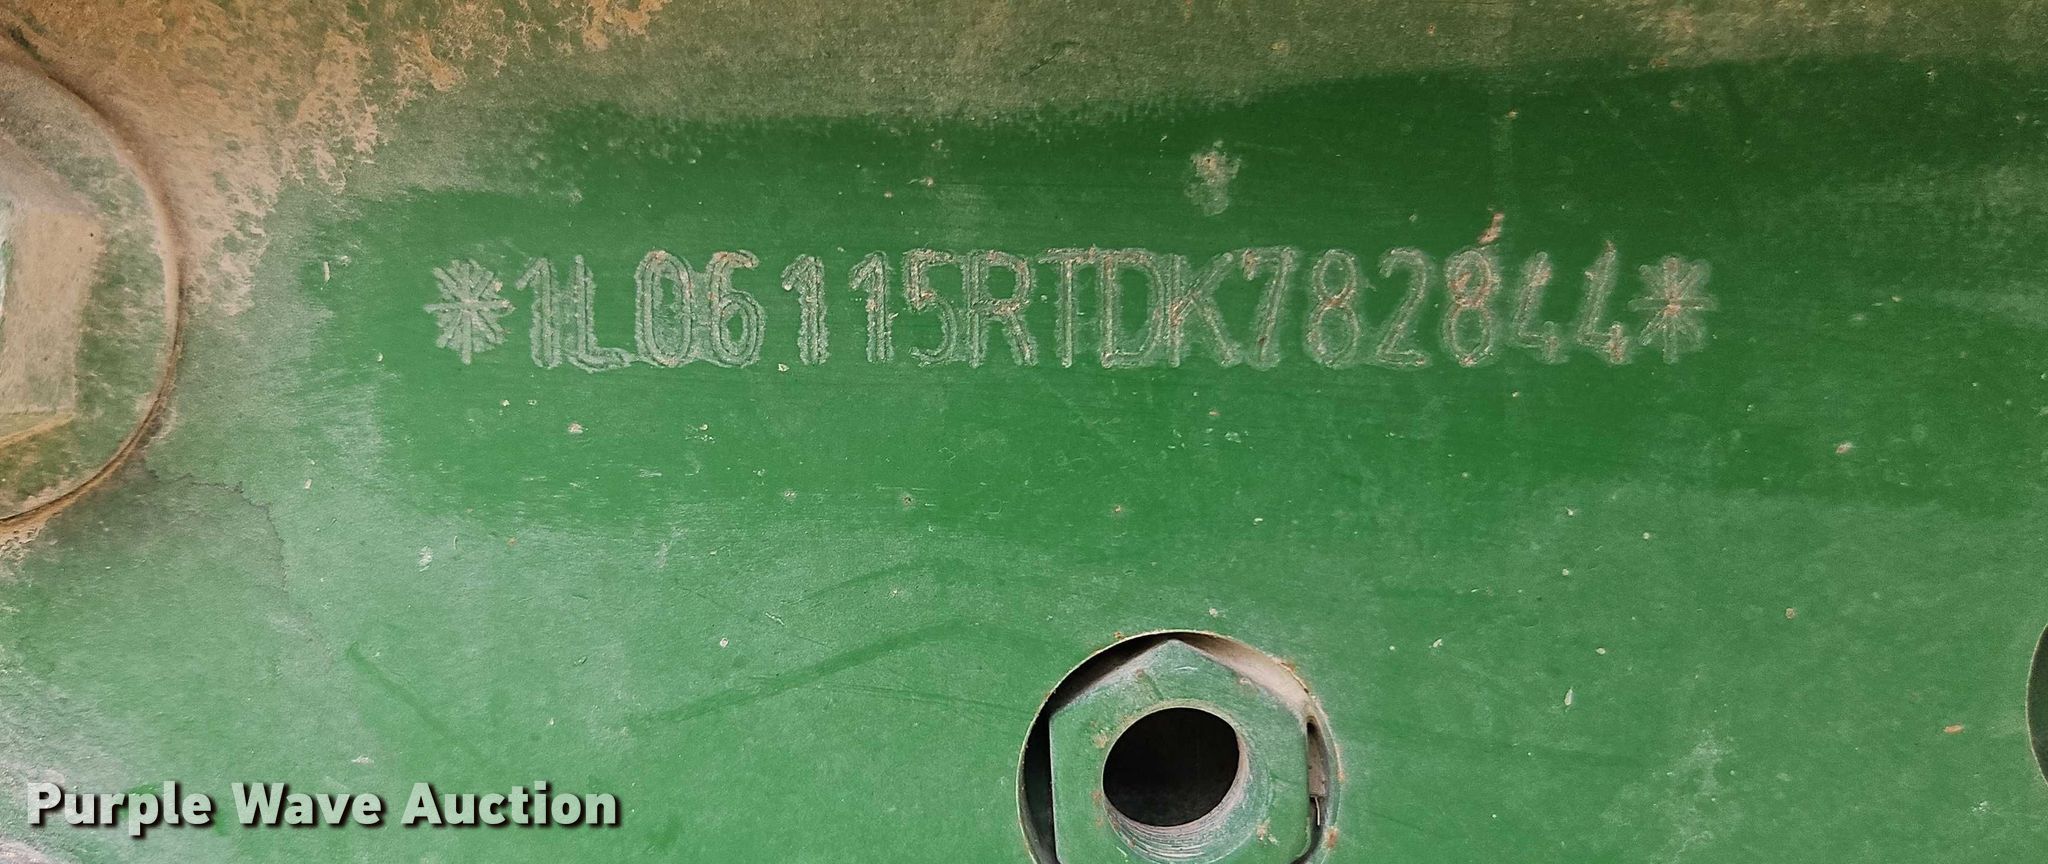 *1L06115RTDK782844*
Purple Wave Auction